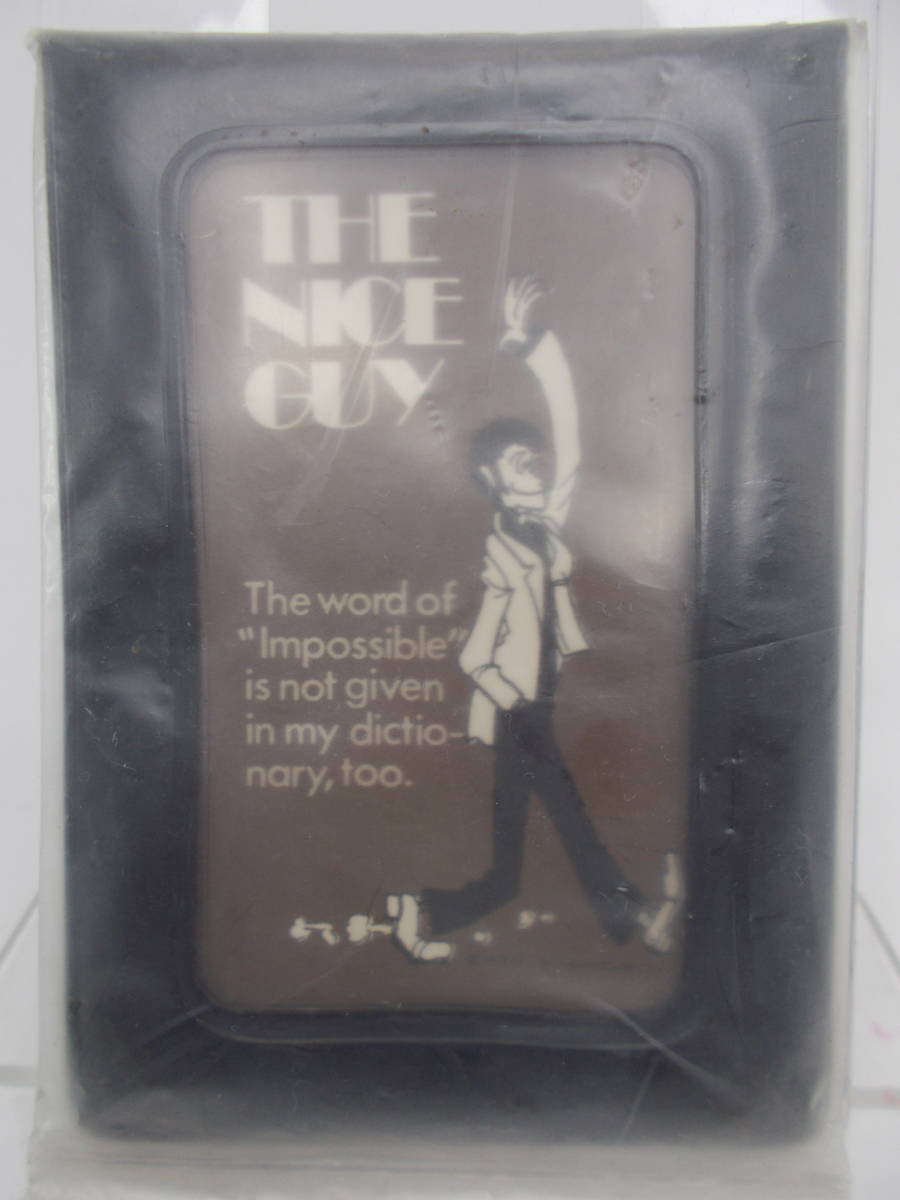 THE
NICE
GUY
The word of
"Impossible"
is not given
in my dictio-
nary, too.